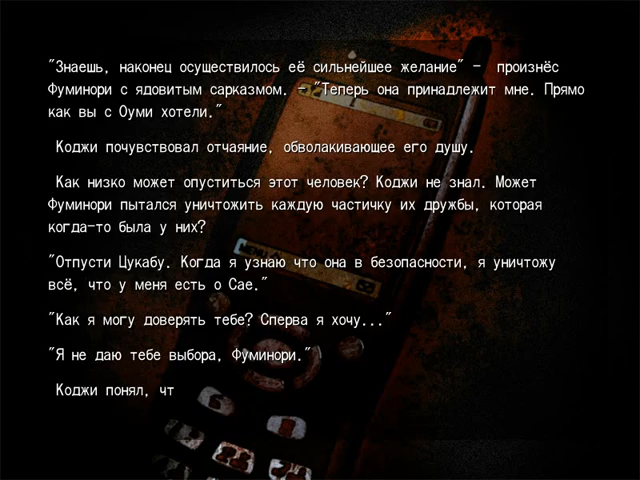 "Знаешь, наконец осуществилось её сильнейшее желание" - произнёс
Фуминори с ядовитым сарказмом. - "Теперь она принадлежит мне. Прямо
как вы с Оуми хотели."
Коджи почувствовал отчаяние, обволакивающее его душу.
Как низко может опуститься этот человек? Коджи не знал. Может
Фуминори пытался уничтожить каждую частичку их дружбы, которая
когда-то была у них?
"Отпусти Цукабу. Когда я узнаю что она в безопасности, я уничтожу
всё, что у меня есть о Сае."
"Как я могу доверять тебе? Сперва я хочу..."
"Я не даю тебе выбора, Фуминори."
Коджи понял, чт